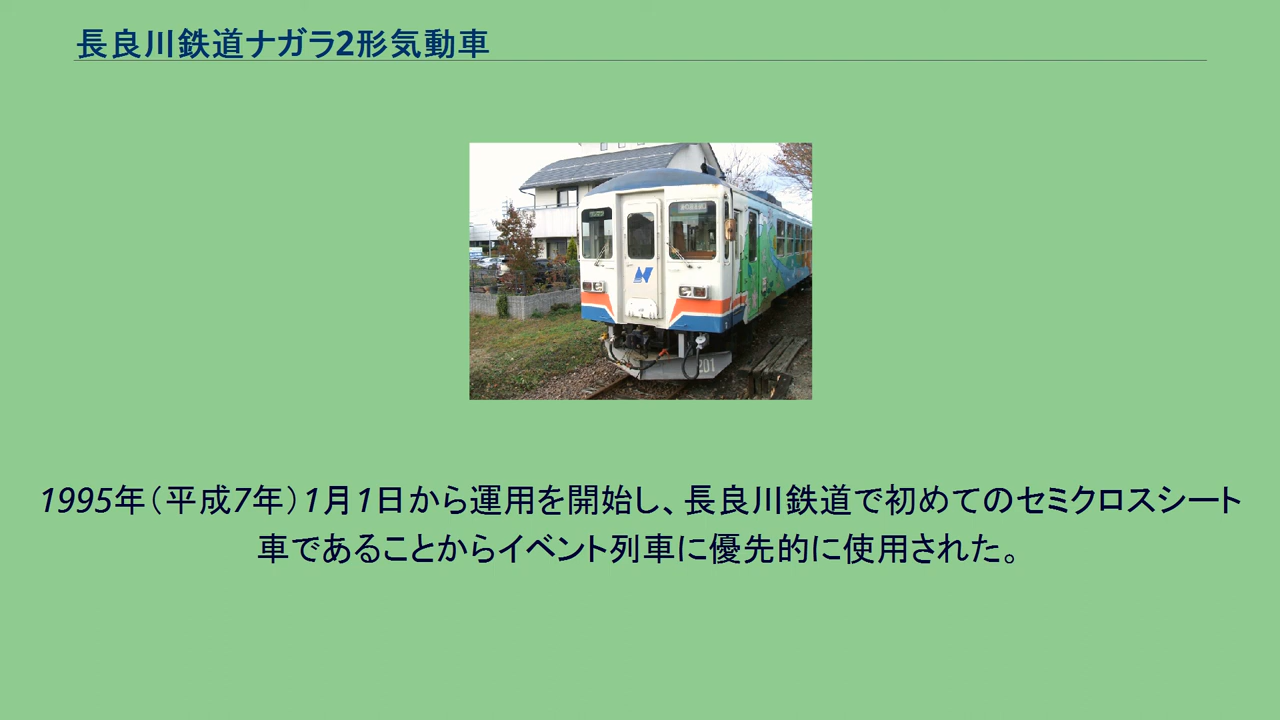 長良川鉄道ナガラ2形気動車
201
1995年（平成7年）1月1日から運用を開始し、長良川鉄道で初めてのセミクロスシート
車であることからイベント列車に優先的に使用された。